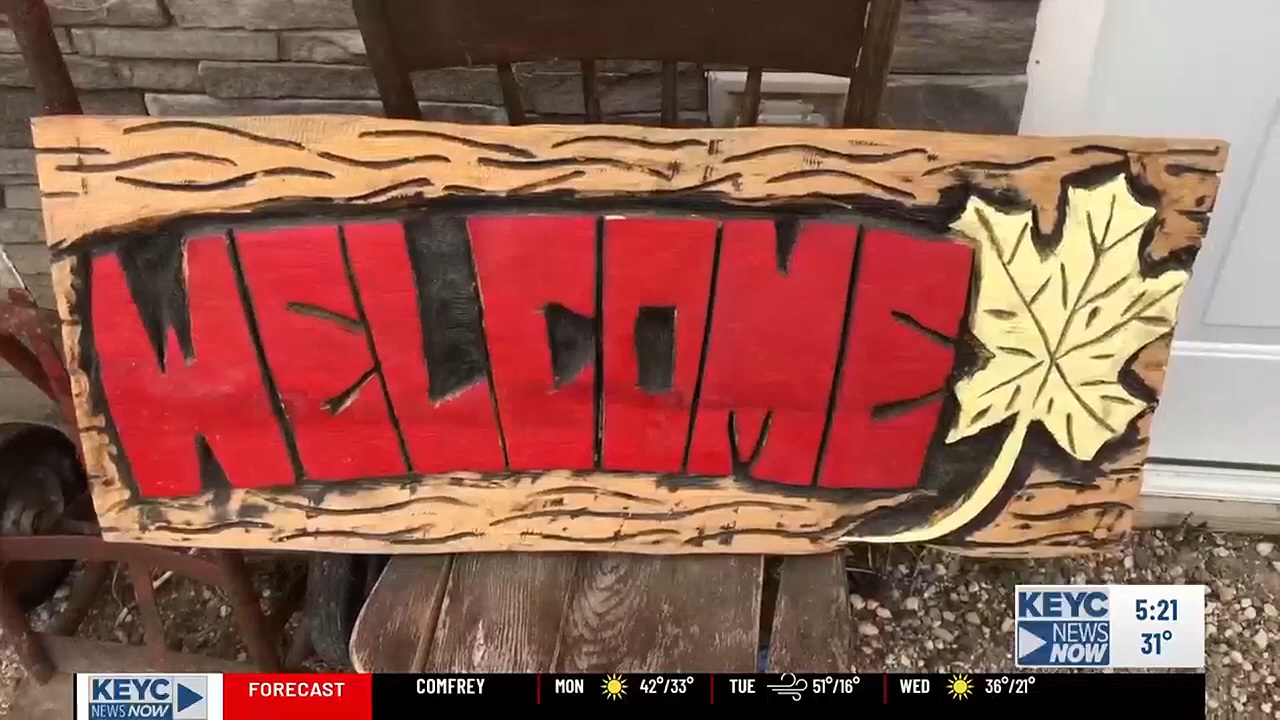 WELCOME
KEYC
NEWS
NOW
5:21
31°
KEYC
NEWS NOW
FORECAST
COMFREY
MON 42°/33°
TUE 51°/16°
WED 36°/21°